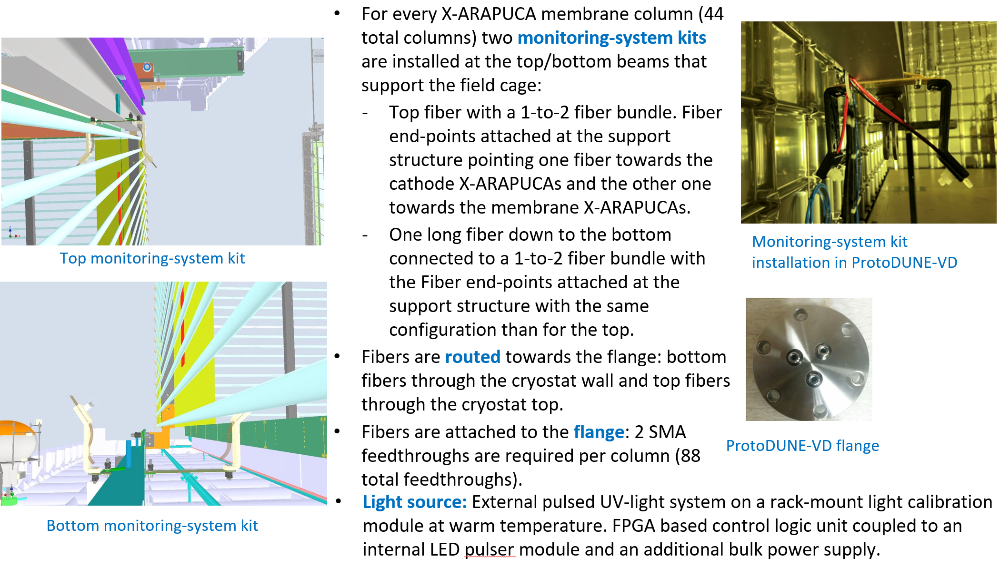 • For every X-ARAPUCA membrane column (44
total columns) two monitoring-system kits
are installed at the top/bottom beams that
support the field cage:
- Top fiber with a 1-to-2 fiber bundle. Fiber
end-points attached at the support
structure pointing one fiber towards the
cathode X-ARAPUCAs and the other one
towards the membrane X-ARAPUCAs.
- One long fiber down to the bottom
connected to a 1-to-2 fiber bundle with
the Fiber end-points attached at the
support structure with the same
configuration than for the top.
• Fibers are routed towards the flange: bottom
fibers through the cryostat wall and top fibers
through the cryostat top.
• Fibers are attached to the flange: 2 SMA
feedthroughs are required per column (88
total feedthroughs).
• Light source: External pulsed UV-light system on a rack-mount light calibration
module at warm temperature. FPGA based control logic unit coupled to an
internal LED pulser module and an additional bulk power supply.
Top monitoring-system kit
Bottom monitoring-system kit
Monitoring-system kit
installation in ProtoDUNE-VD
ProtoDUNE-VD flange